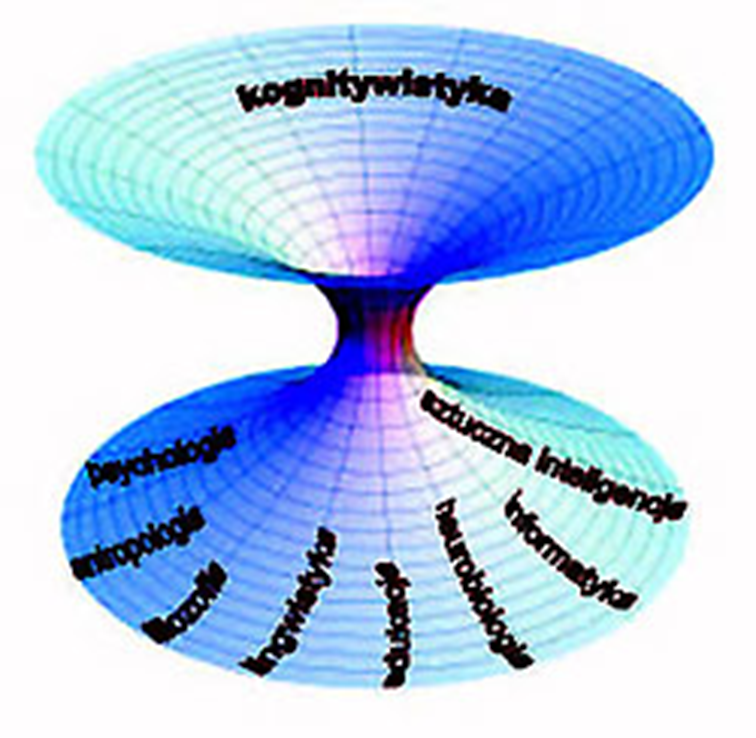 kognitywistyka
psychologia
antropologia
filozofia
lingwistyka
edukacja
neurobiologia
informatyka
sztuczna inteligencja